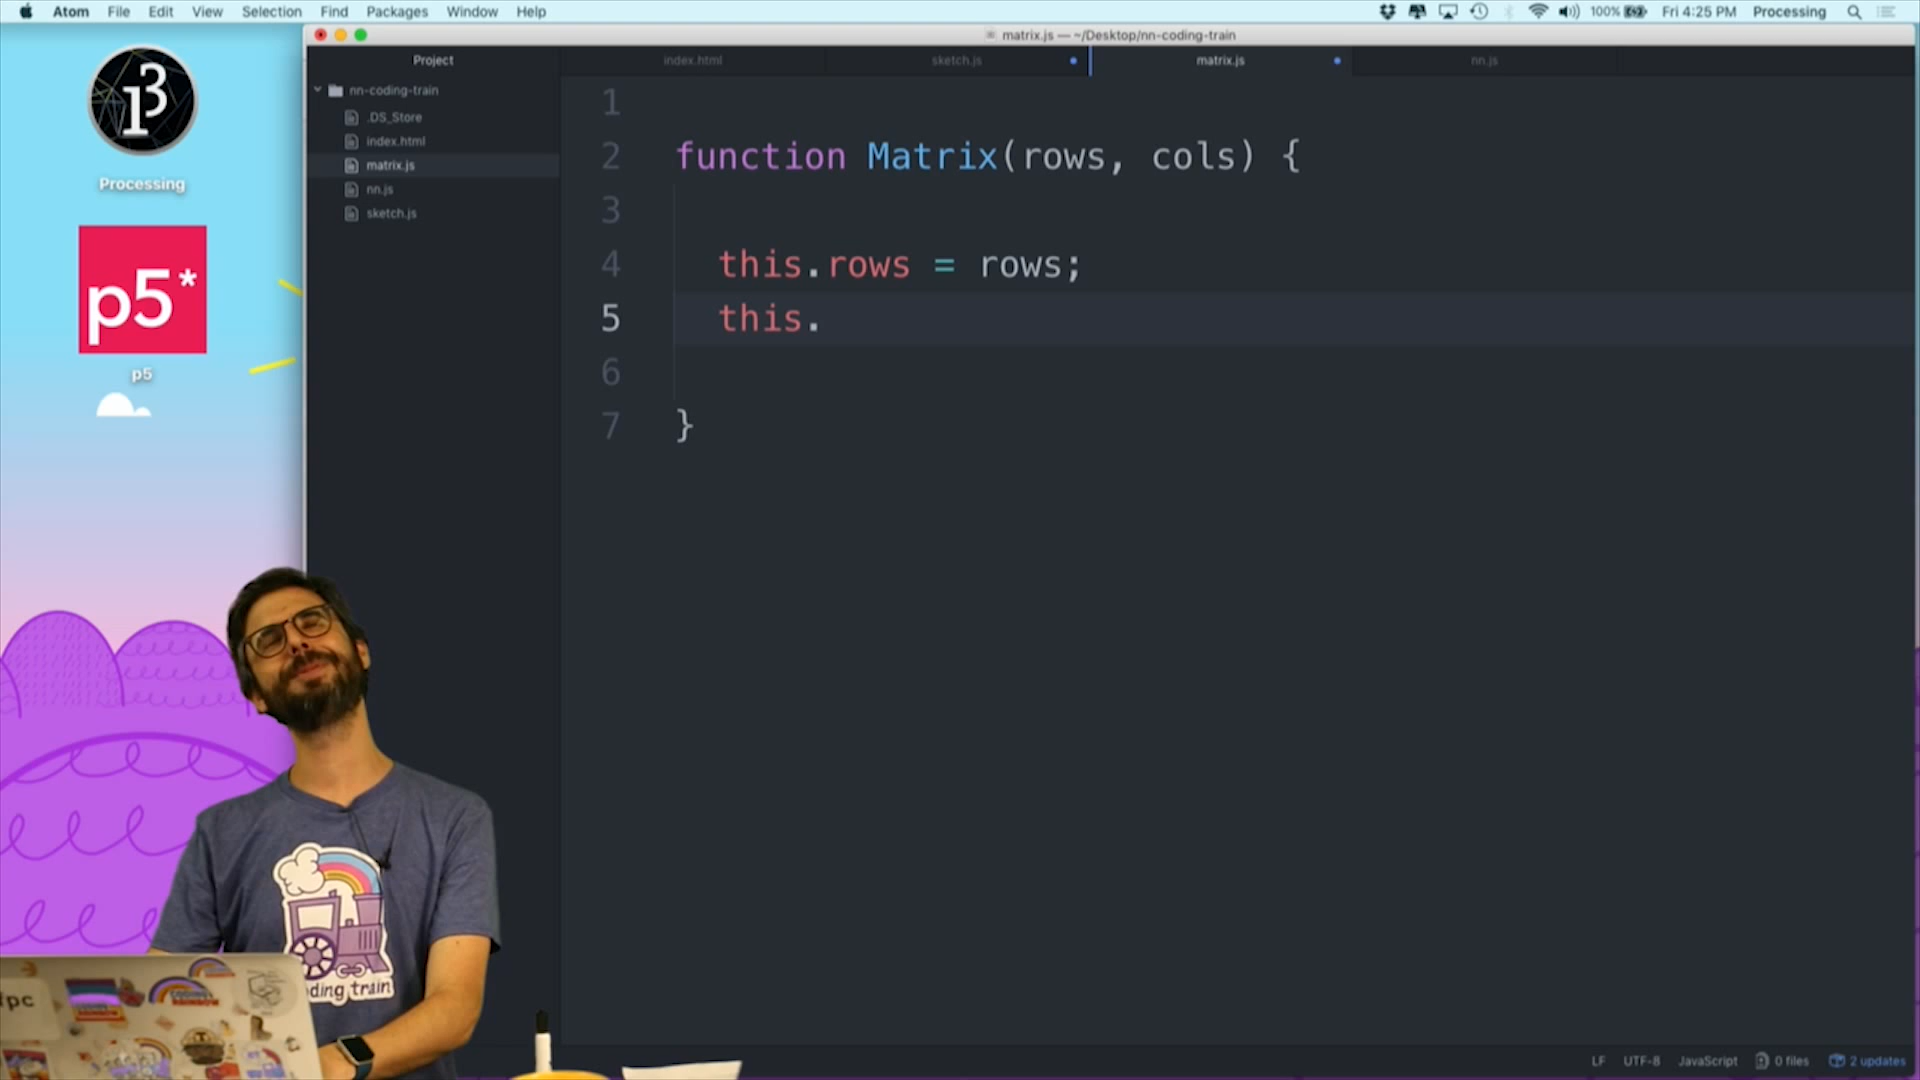 Atom File Edit View Selection Find Packages Window Help 100% Fri 4:25 PM Processing
matrix.js — ~/Desktop/nn-coding-train
Project index.html sketch.js matrix.js nn.js
nn-coding-train
.DS_Store
index.html
matrix.js
nn.js
sketch.js
Processing
p5*
p5
1
2 function Matrix(rows, cols) {
3
4 this.rows = rows;
5 this.
6
7 }
ding train
fpc
CODING
RAINBOW
LF UTF-8 JavaScript 0 files 2 updates